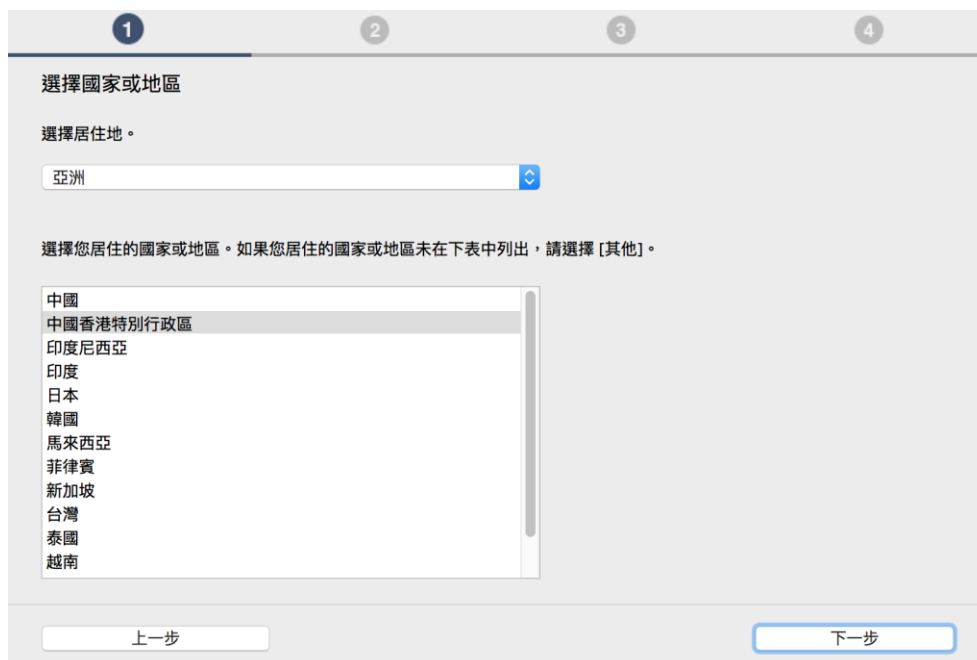 1 2 3 4
選擇國家或地區
選擇居住地。
亞洲
選擇您居住的國家或地區。如果您居住的國家或地區未在下表中列出，請選擇 [其他]。
中國
中國香港特別行政區
印度尼西亞
印度
日本
韓國
馬來西亞
菲律賓
新加坡
台灣
泰國
越南
上一步 下一步